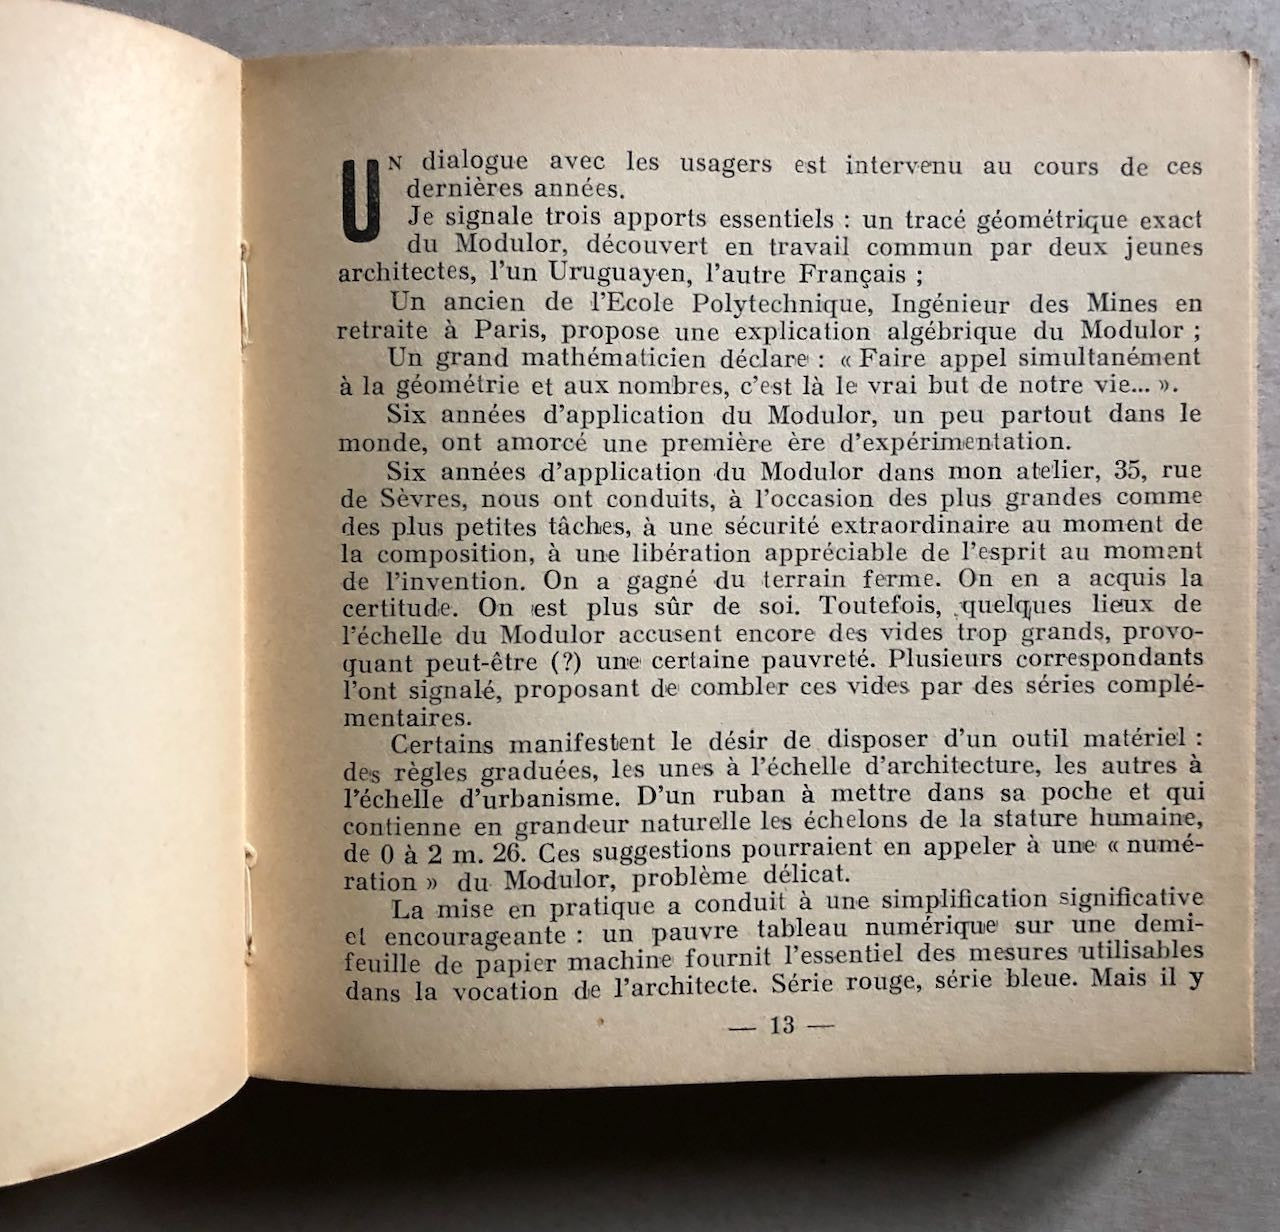 UN dialogue avec les usagers est intervenu au cours de ces
dernières années.
Je signale trois apports essentiels : un tracé géométrique exact
du Modulor, découvert en travail commun par deux jeunes
architectes, l'un Uruguayen, l'autre Français ;
Un ancien de l'Ecole Polytechnique, Ingénieur des Mines en
retraite à Paris, propose une explication algébrique du Modulor ;
Un grand mathématicien déclare : « Faire appel simultanément
à la géométrie et aux nombres, c'est là le vrai but de notre vie... ».
Six années d'application du Modulor, un peu partout dans le
monde, ont amorcé une première ère d'expérimentation.
Six années d'application du Modulor dans mon atelier, 35, rue
de Sèvres, nous ont conduits, à l'occasion des plus grandes comme
des plus petites tâches, à une sécurité extraordinaire au moment de
la composition, à une libération appréciable de l'esprit au moment
de l'invention. On a gagné du terrain ferme. On en a acquis la
certitude. On est plus sûr de soi. Toutefois, quelques lieux de
l'échelle du Modulor accusent encore des vides trop grands, provo-
quant peut-être (?) une certaine pauvreté. Plusieurs correspondants
l'ont signalé, proposant de combler ces vides par des séries complé-
mentaires.
Certains manifestent le désir de disposer d'un outil matériel :
des règles graduées, les unes à l'échelle d'architecture, les autres à
l'échelle d'urbanisme. D'un ruban à mettre dans sa poche et qui
contienne en grandeur naturelle les échelons de la stature humaine,
de 0 à 2 m. 26. Ces suggestions pourraient en appeler à une « numé-
ration » du Modulor, problème délicat.
La mise en pratique a conduit à une simplification significative
et encourageante : un pauvre tableau numérique sur une demi-
feuille de papier machine fournit l'essentiel des mesures utilisables
dans la vocation de l'architecte. Série rouge, série bleue. Mais il y
— 13 —